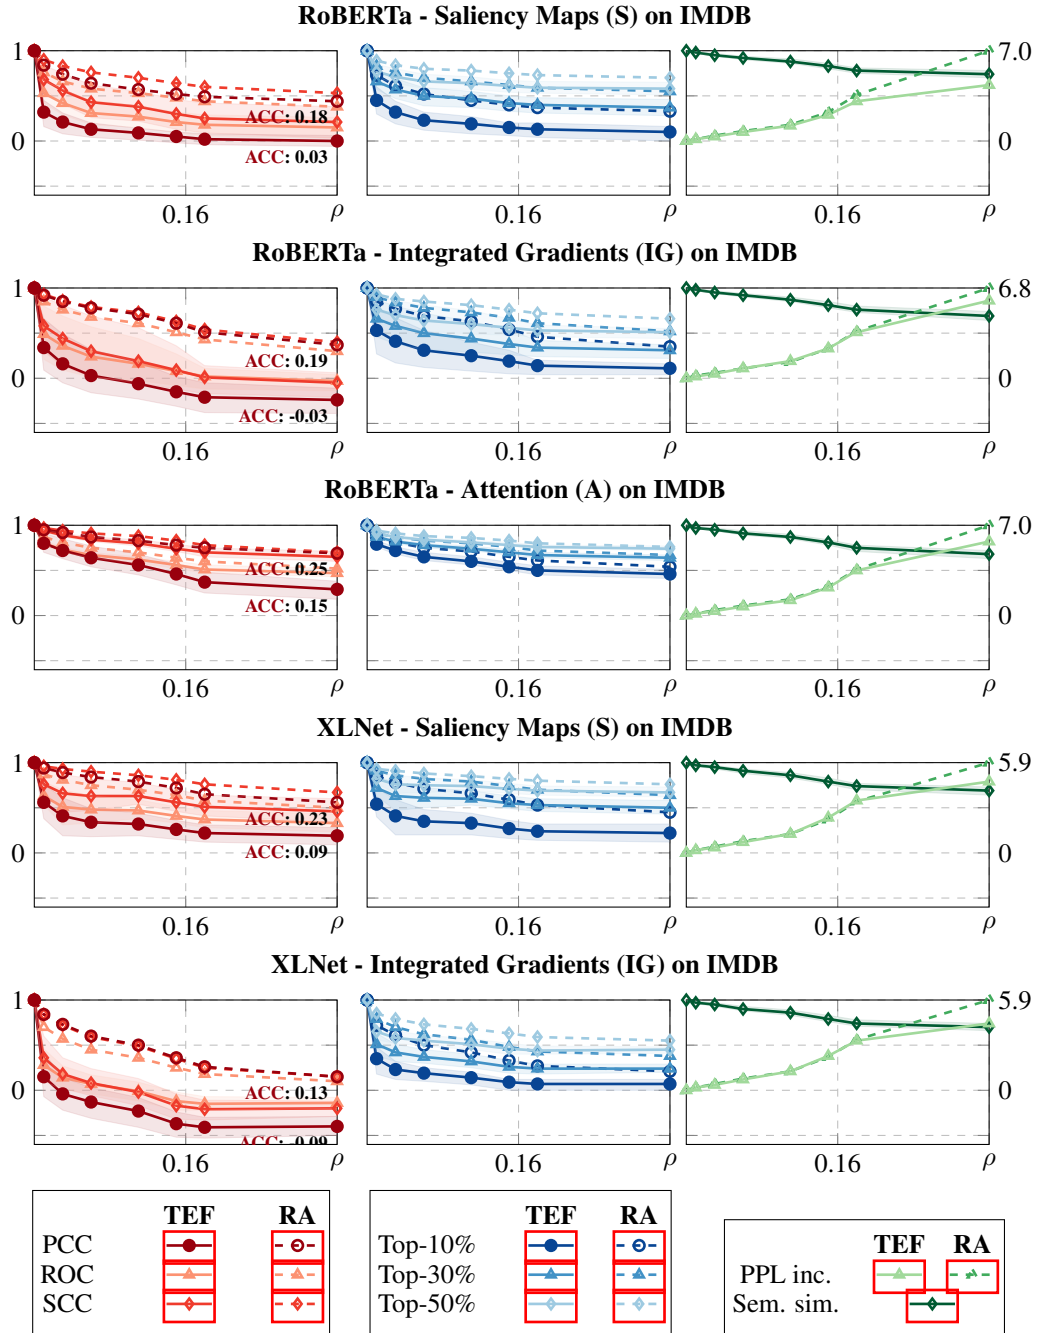 RoBERTa - Saliency Maps (S) on IMDB
1 7.0
ACC: 0.18
0 0
ACC: 0.03
0.16 ρ 0.16 ρ 0.16 ρ
RoBERTa - Integrated Gradients (IG) on IMDB
1 6.8
ACC: 0.19
0 0
ACC: -0.03
0.16 ρ 0.16 ρ 0.16 ρ
RoBERTa - Attention (A) on IMDB
1 7.0
ACC: 0.25
ACC: 0.15
0 0
0.16 ρ 0.16 ρ 0.16 ρ
XLNet - Saliency Maps (S) on IMDB
1 5.9
ACC: 0.23
0 ACC: 0.09 0
0.16 ρ 0.16 ρ 0.16 ρ
XLNet - Integrated Gradients (IG) on IMDB
1 5.9
0 ACC: 0.13 0
ACC: -0.09
0.16 ρ 0.16 ρ 0.16 ρ
TEF RA
PCC
ROC
SCC
TEF RA
Top-10%
Top-30%
Top-50%
TEF RA
PPL inc.
Sem. sim.